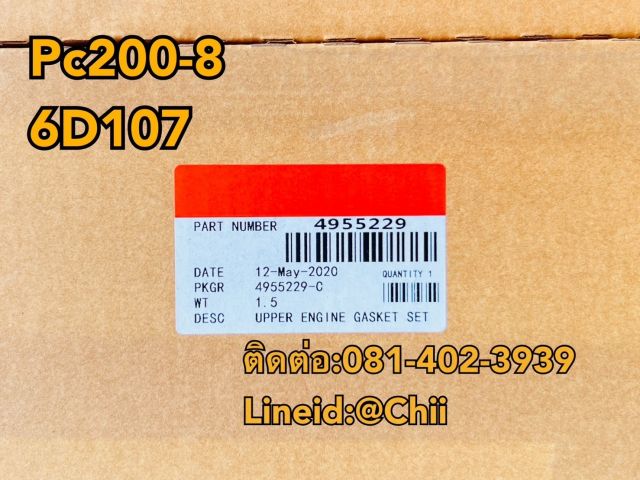 Pc200-8
6D107
PART NUMBER 4955229
DATE 12-May-2020 QUANTITY 1
PKGR 4955229-C
WT 1.5
DESC UPPER ENGINE GASKET SET
ติดต่อ:081-402-3939
Lineid:@Chii